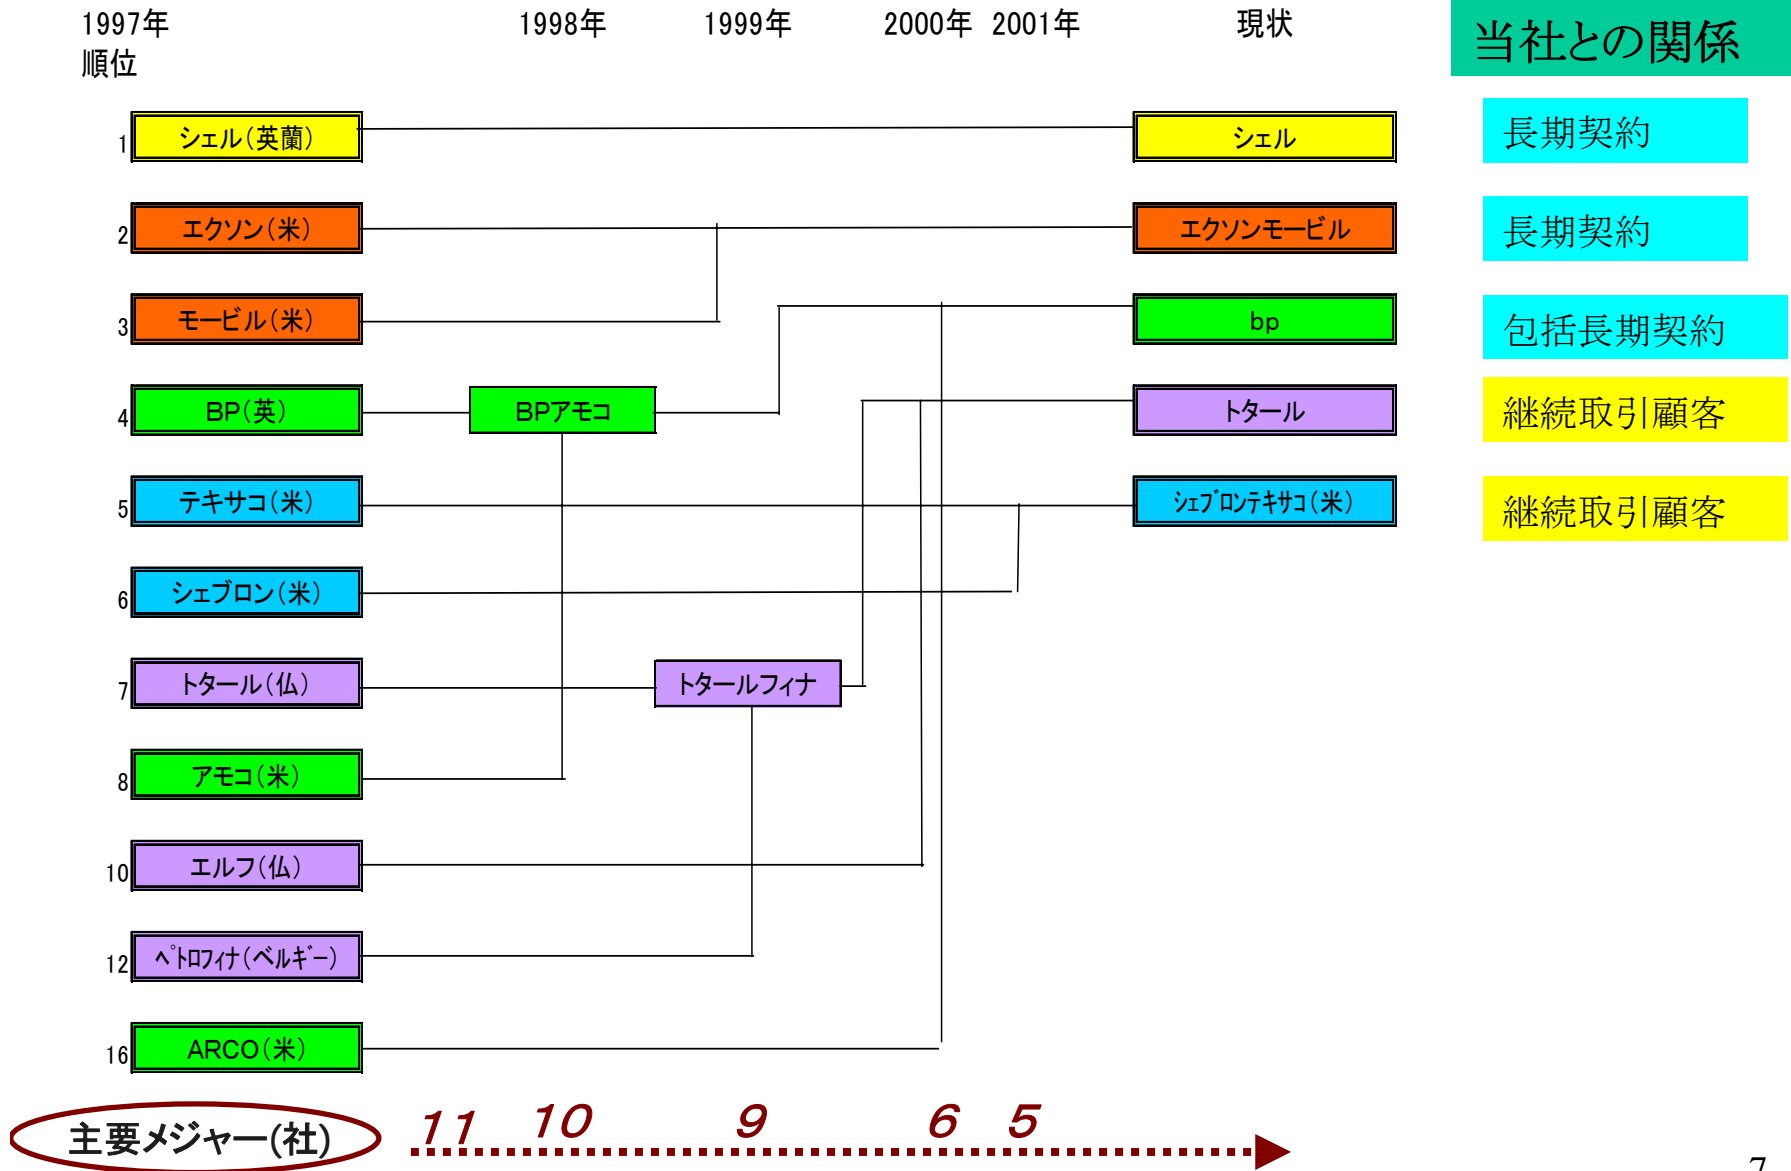 1997年 1998年 1999年 2000年 2001年 現状 当社との関係
順位
1 シェル(英蘭) シェル 長期契約
2 エクソン(米) エクソンモービル 長期契約
3 モービル(米) bp 包括長期契約
4 BP(英) BPアモコ トタール 継続取引顧客
5 テキサコ(米) シェブロンテキサコ(米) 継続取引顧客
6 シェブロン(米)
7 トタール(仏) トタールフィナ
8 アモコ(米)
10 エルフ(仏)
12 ペトロフィナ(ベルギー)
16 ARCO(米)
主要メジャー(社) 11 10 9 6 5
7